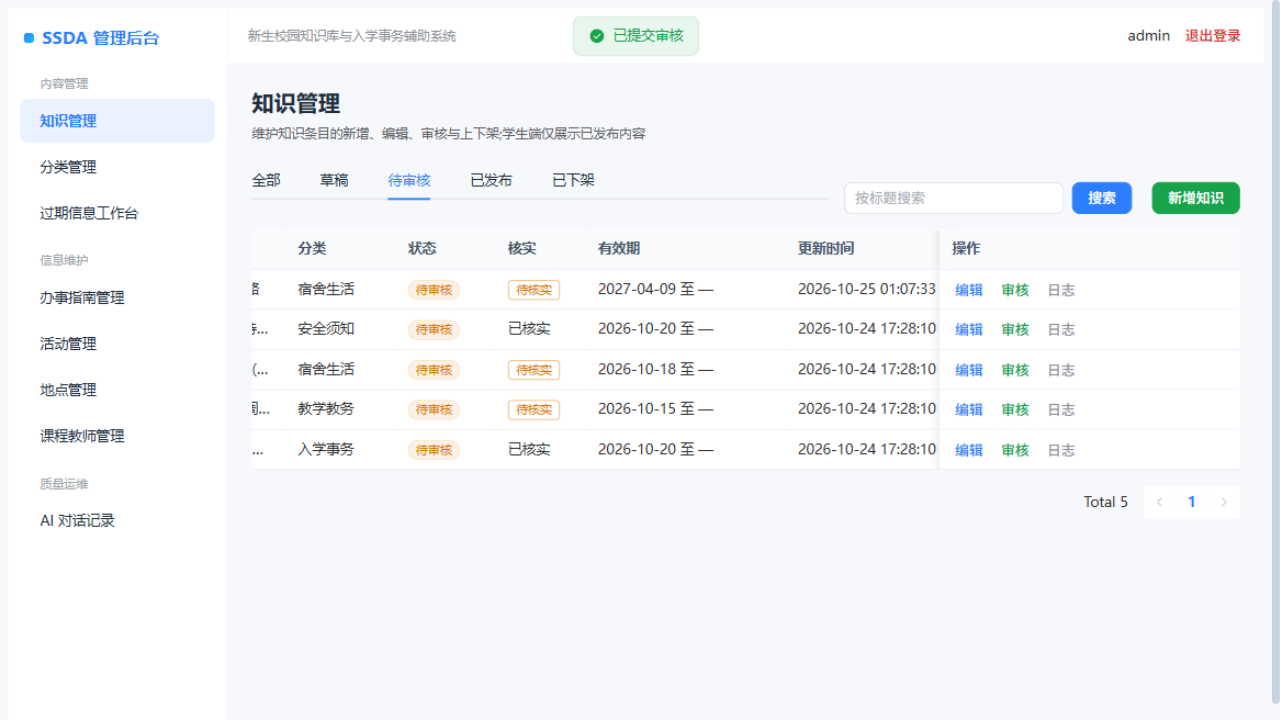 SSDA 管理后台
新生校园知识库与入学事务辅助系统
已提交审核
admin 退出登录
内容管理
知识管理
分类管理
过期信息工作台
信息维护
办事指南管理
活动管理
地点管理
课程教师管理
质量运维
AI 对话记录
知识管理
维护知识条目的新增、编辑、审核与上下架;学生端仅展示已发布内容
全部 草稿 待审核 已发布 已下架
按标题搜索 搜索 新增知识
分类 状态 核实 有效期 更新时间 操作
宿舍生活 待审核 待核实 2027-04-09 至 — 2026-10-25 01:07:33 编辑 审核 日志
... 安全须知 待审核 已核实 2026-10-20 至 — 2026-10-24 17:28:10 编辑 审核 日志
(... 宿舍生活 待审核 待核实 2026-10-18 至 — 2026-10-24 17:28:10 编辑 审核 日志
... 教学教务 待审核 待核实 2026-10-15 至 — 2026-10-24 17:28:10 编辑 审核 日志
... 入学事务 待审核 已核实 2026-10-20 至 — 2026-10-24 17:28:10 编辑 审核 日志
Total 5 < 1 >